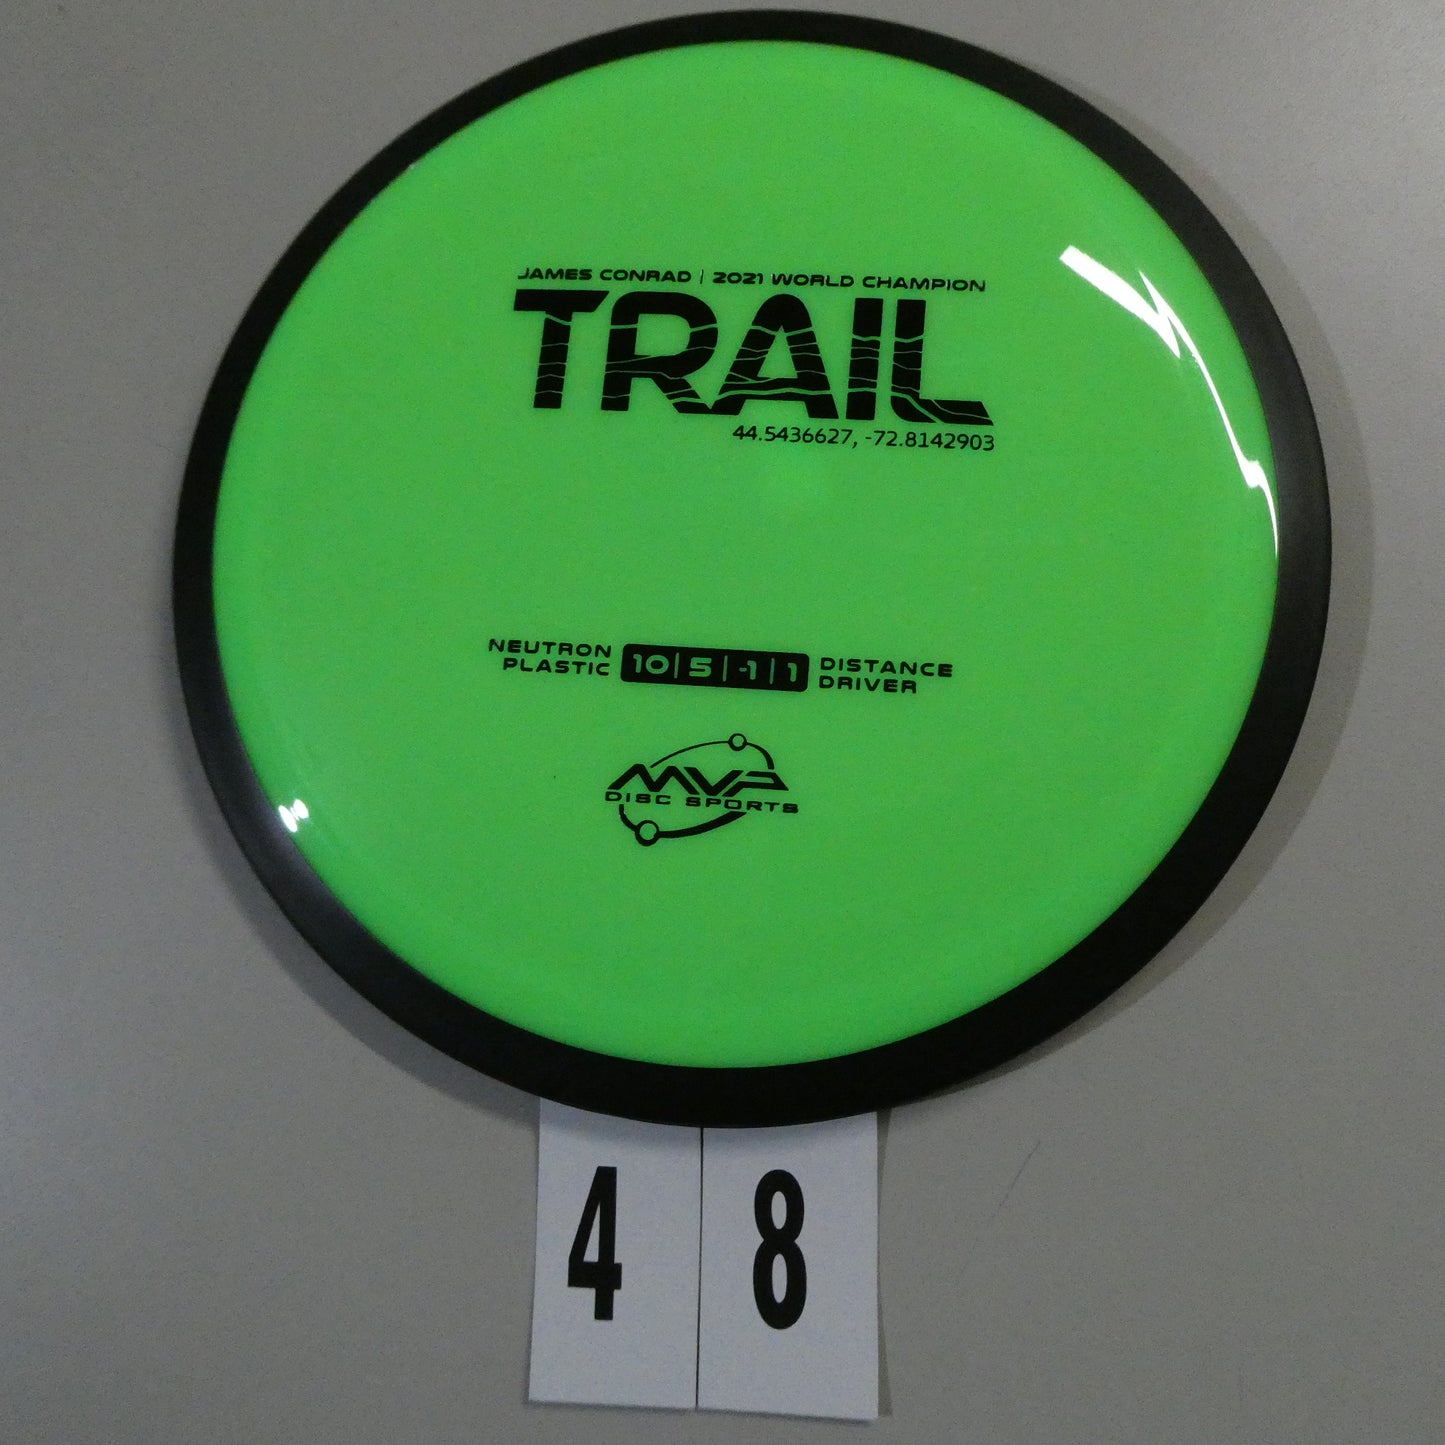 JAMES CONRAD | 2021 WORLD CHAMPION
TRAIL
44.5436627, -72.8142903
NEUTRON
PLASTIC
10|5|-1|1
DISTANCE
DRIVER
MVP
DISC SPORTS
4 8